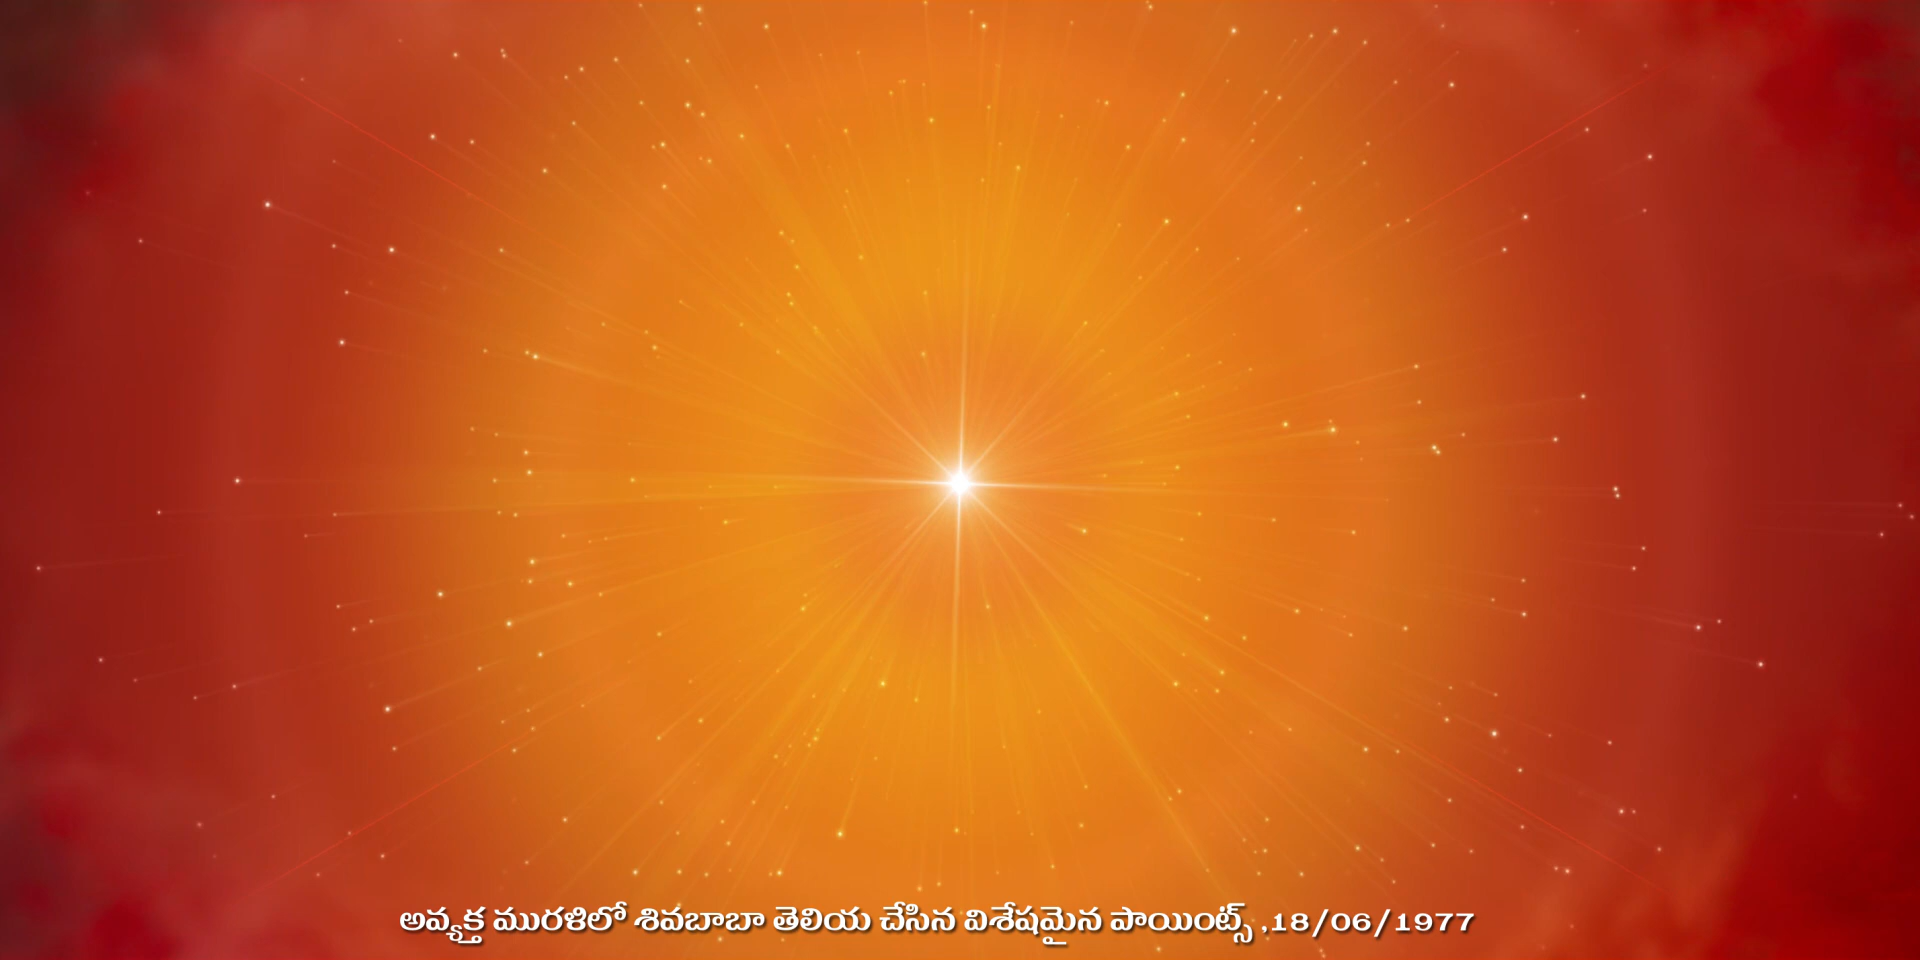 అవ్యక్త మురళిలో శివబాబా తెలియ చేసిన విశేషమైన పాయింట్స్ ,18/06/1977